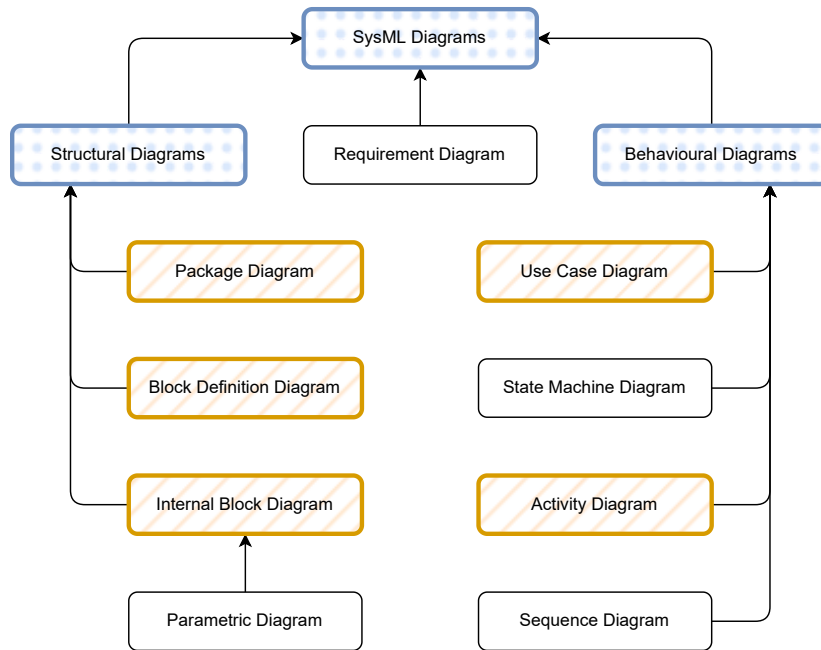 SysML Diagrams
Structural Diagrams
Requirement Diagram
Behavioural Diagrams
Package Diagram
Use Case Diagram
Block Definition Diagram
State Machine Diagram
Internal Block Diagram
Activity Diagram
Parametric Diagram
Sequence Diagram